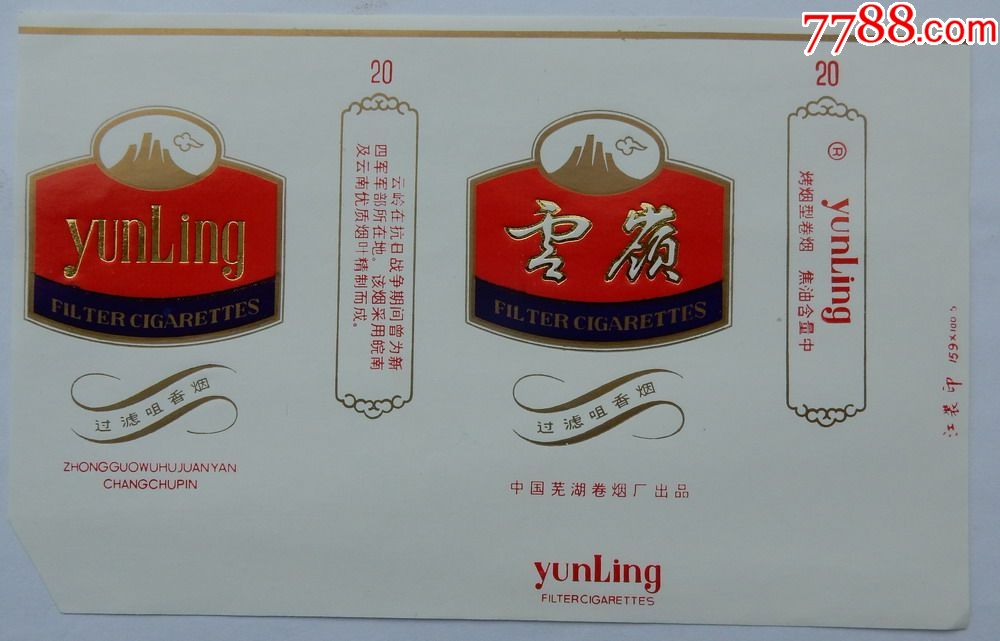 7788.com
yunLing
FILTER CIGARETTES
过滤咀香烟
ZHONGGUOWUHUJUANYAN
CHANGCHUPIN
20
云岭在抗日战争期间曾为新
四军军部所在地。该烟采用皖南
及云南优质烟叶精制而成。
雲嶺
FILTER CIGARETTES
过滤咀香烟
中国芜湖卷烟厂出品
yunLing
FILTER CIGARETTES
20
®
yunLing
烤烟型卷烟 焦油含量中
159×100